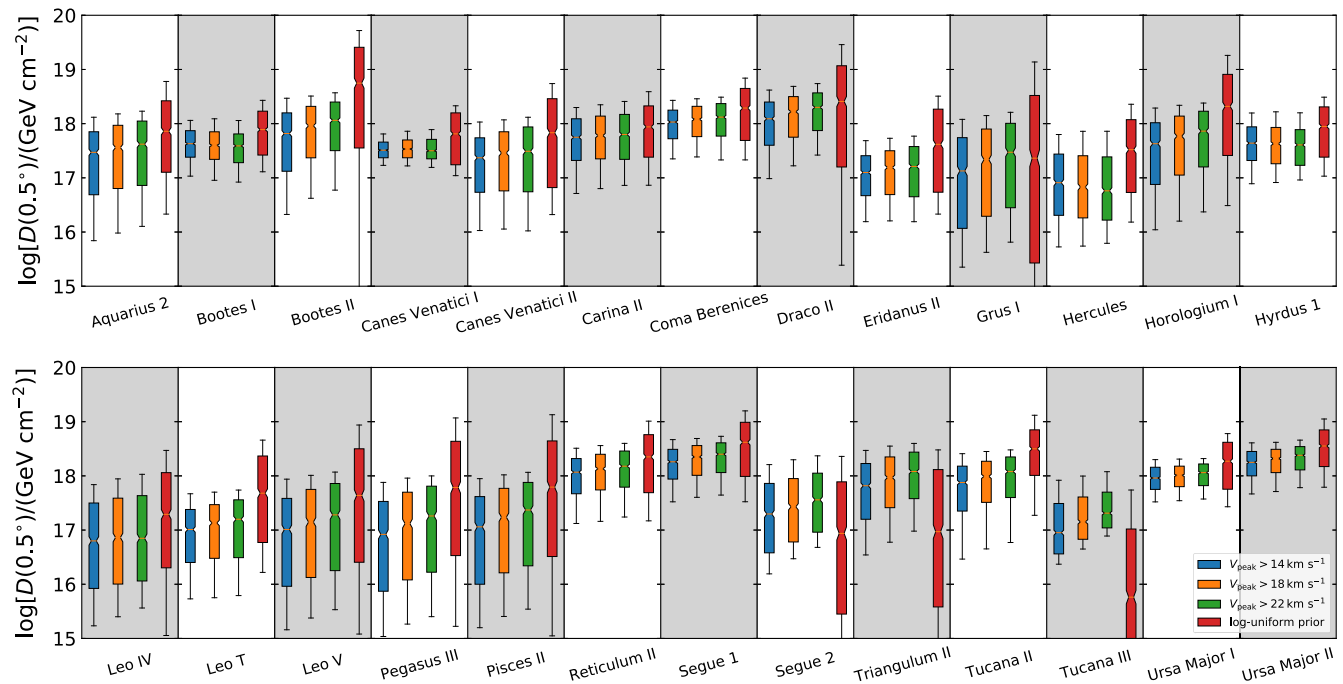 20
19
18
17
16
15
log[D(0.5°)/(GeV cm⁻²)]
Aquarius 2
Bootes I
Bootes II
Canes Venatici I
Canes Venatici II
Carina II
Coma Berenices
Draco II
Eridanus II
Grus I
Hercules
Horologium I
Hyrdus 1
20
19
18
17
16
15
log[D(0.5°)/(GeV cm⁻²)]
V_peak > 14 km s⁻¹
V_peak > 18 km s⁻¹
V_peak > 22 km s⁻¹
log-uniform prior
Leo IV
Leo T
Leo V
Pegasus III
Pisces II
Reticulum II
Segue 1
Segue 2
Triangulum II
Tucana II
Tucana III
Ursa Major I
Ursa Major II